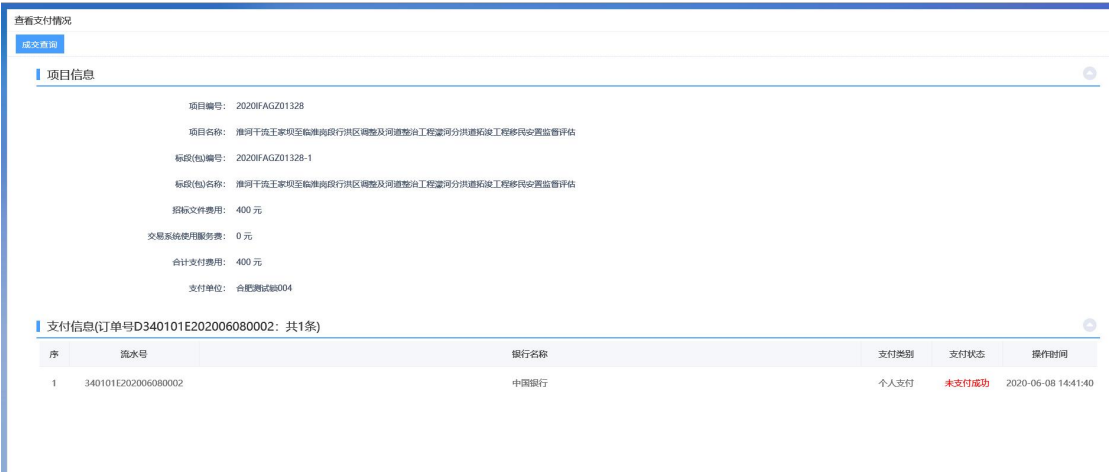 查看支付情况
成交查询
项目信息
项目编号： 2020IFAGZ01328
项目名称： 淮河干流王家坝至临淮岗段行洪区调整及河道整治工程濛河分洪道拓浚工程移民安置监督评估
标段(包)编号： 2020IFAGZ01328-1
标段(包)名称： 淮河干流王家坝至临淮岗段行洪区调整及河道整治工程濛河分洪道拓浚工程移民安置监督评估
招标文件费用： 400 元
交易系统使用服务费： 0 元
合计支付费用： 400 元
支付单位： 合肥测试锁004
支付信息(订单号D340101E202006080002：共1条)
序 流水号 银行名称 支付类别 支付状态 操作时间
1 340101E202006080002 中国银行 个人支付 未支付成功 2020-06-08 14:41:40